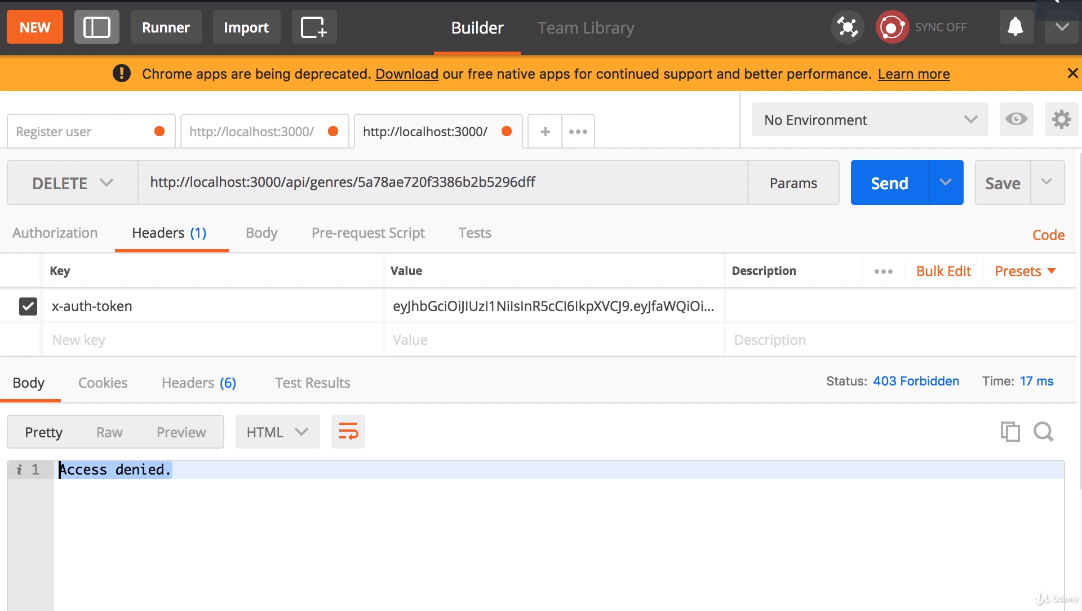 NEW Runner Import Builder Team Library SYNC OFF
Chrome apps are being deprecated. Download our free native apps for continued support and better performance. Learn more
Register user http://localhost:3000/ http://localhost:3000/ No Environment
DELETE http://localhost:3000/api/genres/5a78ae720f3386b2b5296dff Params Send Save
Authorization Headers (1) Body Pre-request Script Tests Code
Key Value Description Bulk Edit Presets
x-auth-token eyJhbGciOiJIUzI1NiIsInR5cCI6IkpXVCJ9.eyJfaWQiOi...
New key Value Description
Body Cookies Headers (6) Test Results Status: 403 Forbidden Time: 17 ms
Pretty Raw Preview HTML
i 1 Access denied.
Udemy